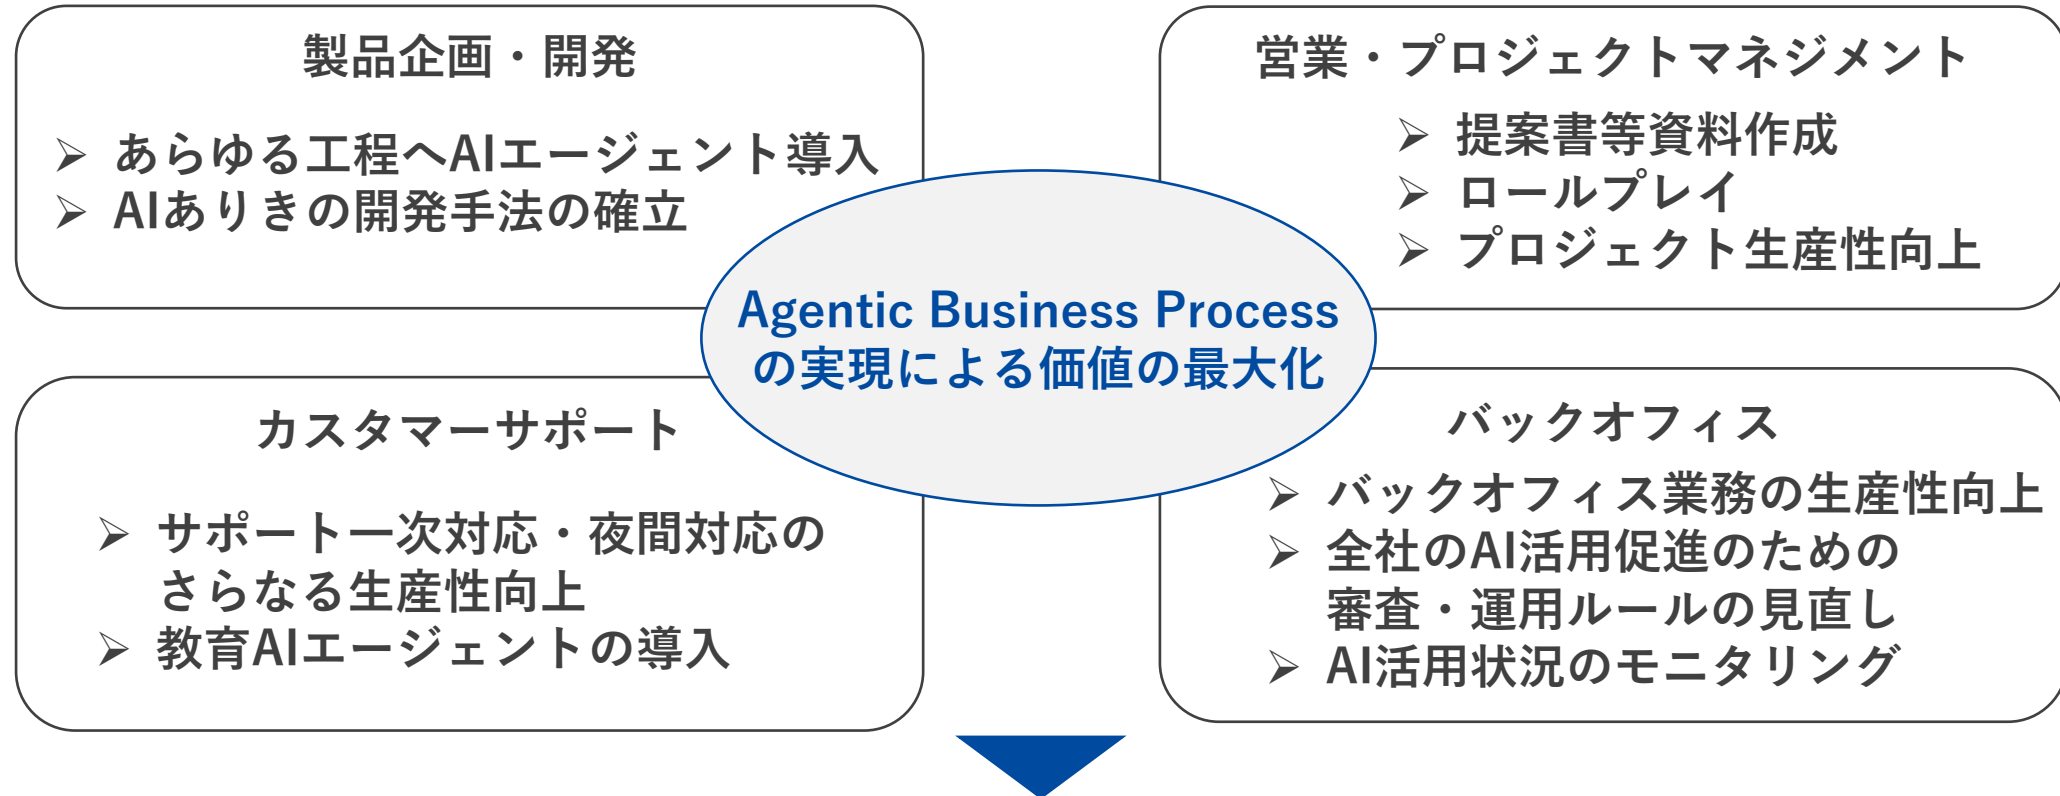 製品企画・開発
➢ あらゆる工程へAIエージェント導入
➢ AIありきの開発手法の確立
営業・プロジェクトマネジメント
➢ 提案書等資料作成
➢ ロールプレイ
➢ プロジェクト生産性向上
Agentic Business Process
の実現による価値の最大化
カスタマーサポート
➢ サポート一次対応・夜間対応の
さらなる生産性向上
➢ 教育AIエージェントの導入
バックオフィス
➢ バックオフィス業務の生産性向上
➢ 全社のAI活用促進のための
審査・運用ルールの見直し
➢ AI活用状況のモニタリング